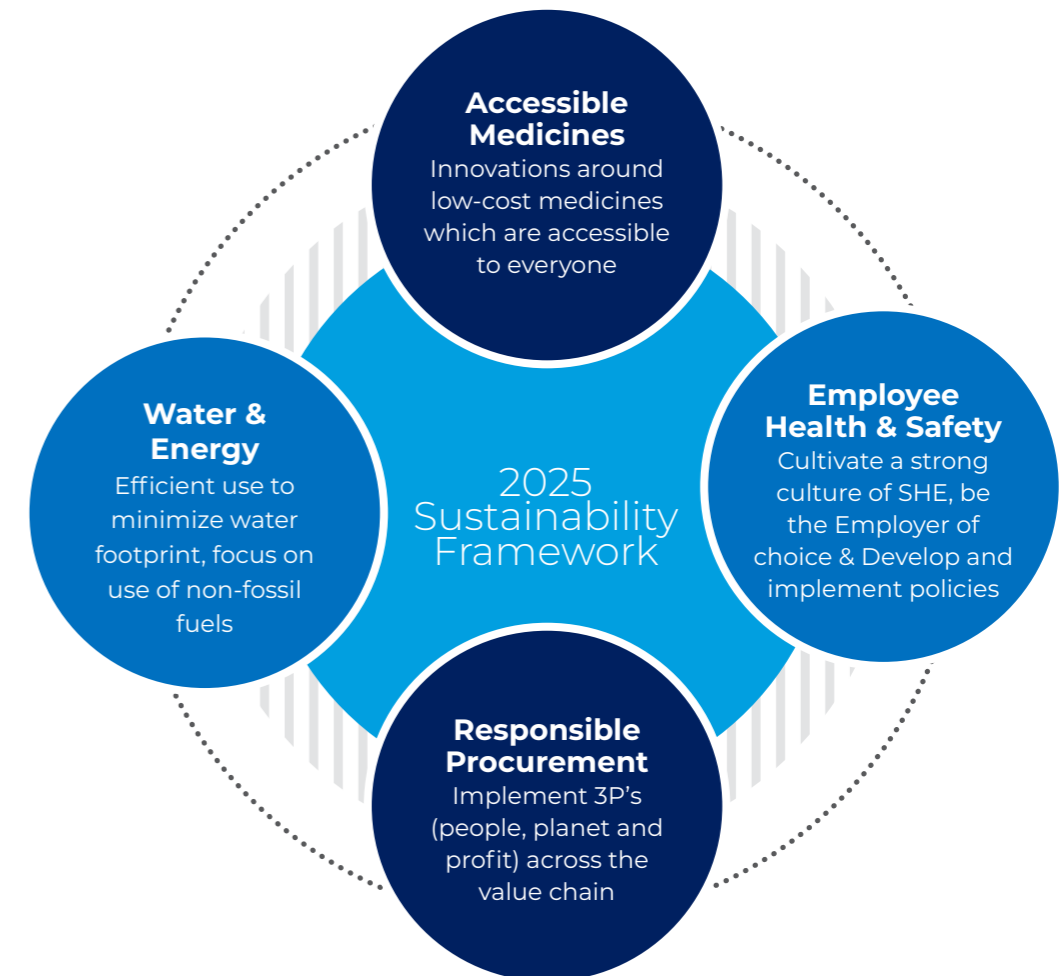 Accessible
Medicines
Innovations around
low-cost medicines
which are accessible
to everyone
Water &
Energy
Efficient use to
minimize water
footprint, focus on
use of non-fossil
fuels
2025
Sustainability
Framework
Employee
Health & Safety
Cultivate a strong
culture of SHE, be
the Employer of
choice & Develop and
implement policies
Responsible
Procurement
Implement 3P's
(people, planet and
profit) across the
value chain